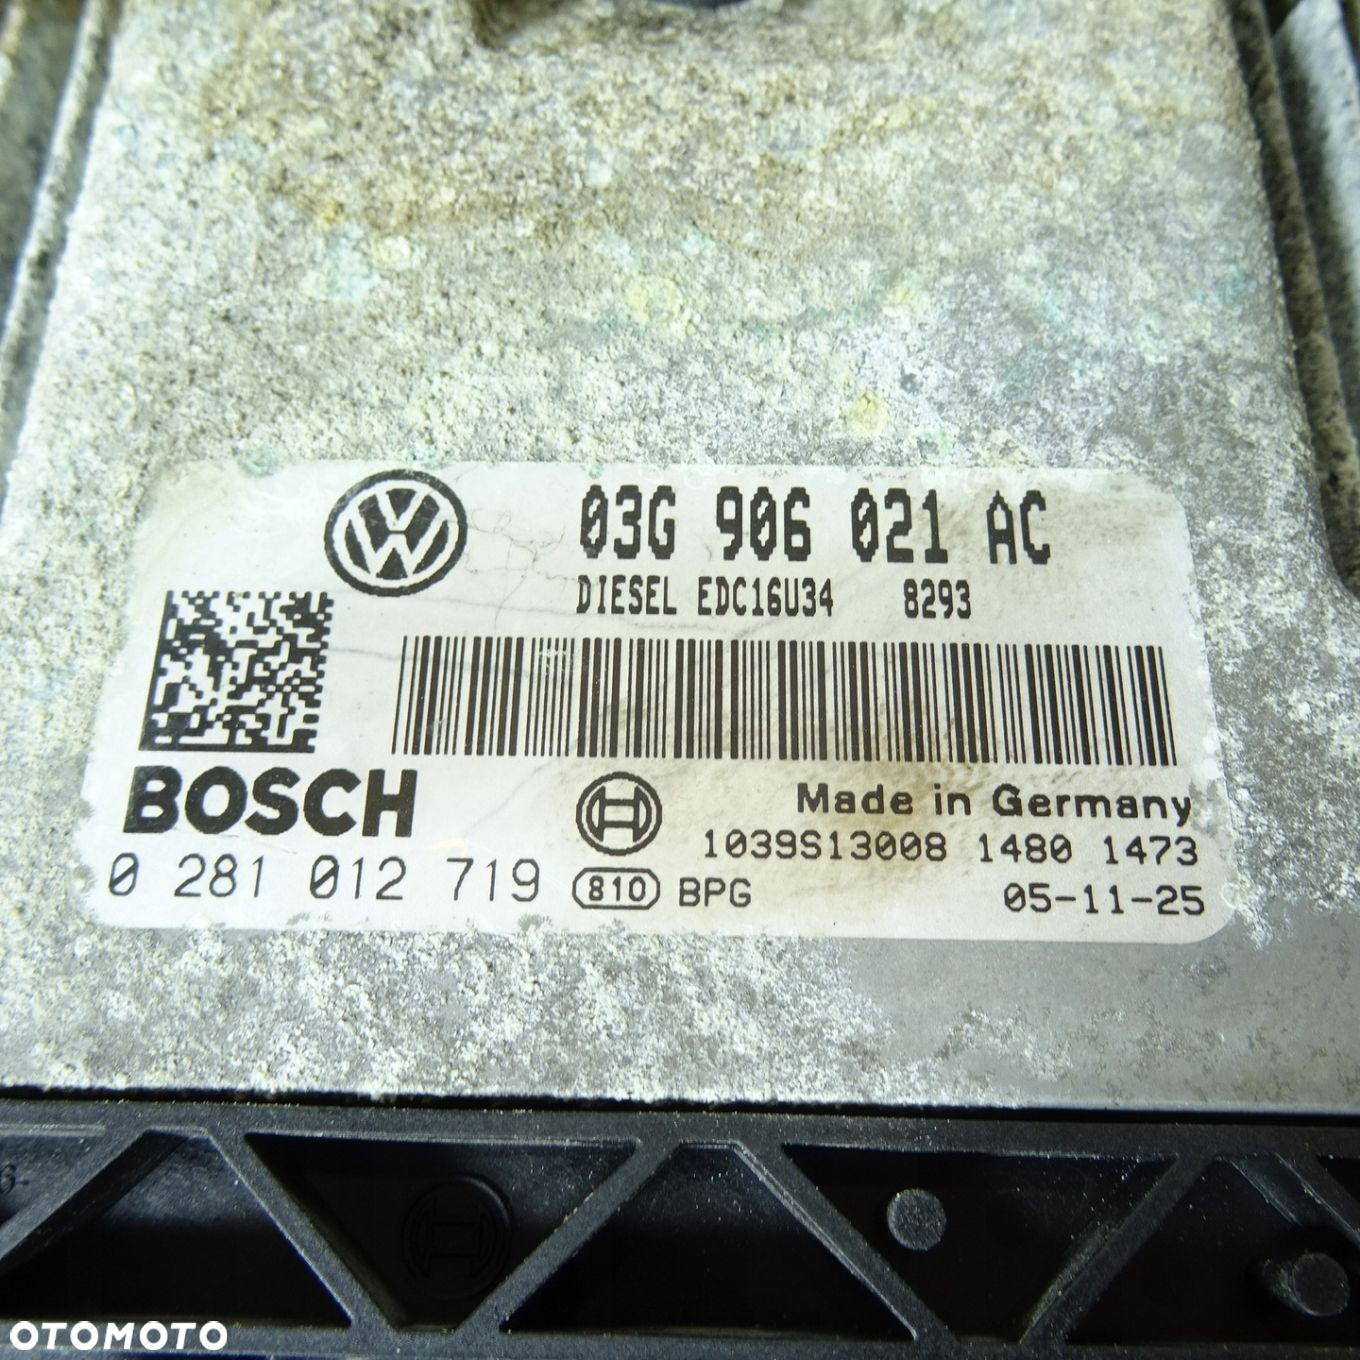 03G 906 021 AC
DIESEL EDC16U34 8293
BOSCH
Made in Germany
1039S13008 1480 1473
0 281 012 719 810 BPG 05-11-25
OTOMOTO